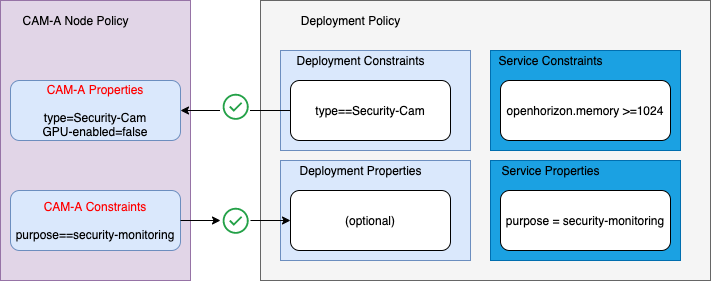 CAM-A Node Policy
CAM-A Properties
type=Security-Cam
GPU-enabled=false
CAM-A Constraints
purpose==security-monitoring
Deployment Policy
Deployment Constraints
type==Security-Cam
Service Constraints
openhorizon.memory >=1024
Deployment Properties
(optional)
Service Properties
purpose = security-monitoring